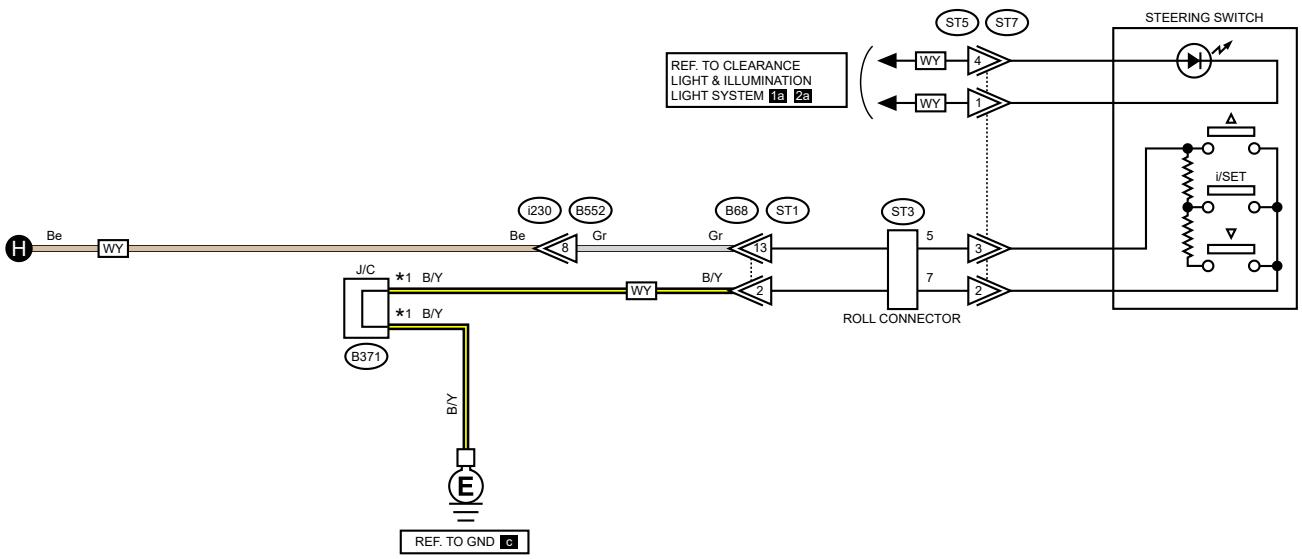 STEERING SWITCH
ST5 ST7
REF. TO CLEARANCE
LIGHT & ILLUMINATION
LIGHT SYSTEM 1a 2a
WY 4
WY 1
i/SET
i230 B552 B68 ST1 ST3
H Be WY Be 8 Gr Gr 13 5 3
J/C *1 B/Y WY B/Y 2 7 2
*1 B/Y
ROLL CONNECTOR
B371
B/Y
E
REF. TO GND c